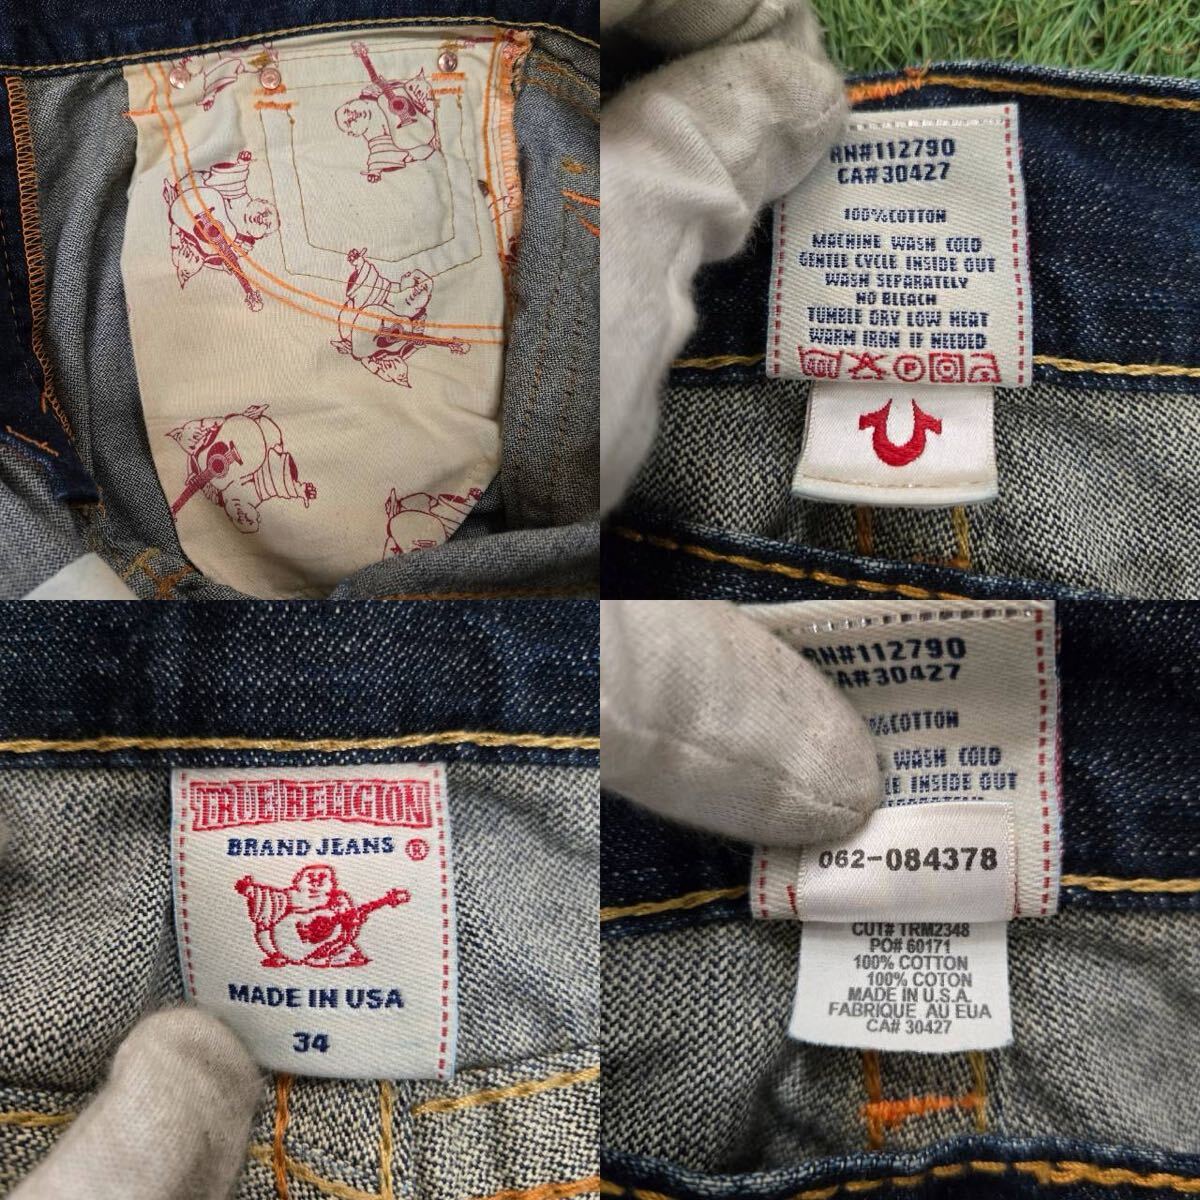 RN#112790
CA#30427
100%COTTON
MACHINE WASH COLD
GENTLE CYCLE INSIDE OUT
WASH SEPARATELY
NO BLEACH
TUMBLE DRY LOW HEAT
WARM IRON IF NEEDED
TRUE RELIGION
BRAND JEANS ®
MADE IN USA
34
RN#112790
CA#30427
%COTTON
WASH COLD
LE INSIDE OUT
062-084378
CUT# TRM2348
PO# 60171
100% COTTON
100% COTON
MADE IN U.S.A.
FABRIQUE AU EUA
CA# 30427